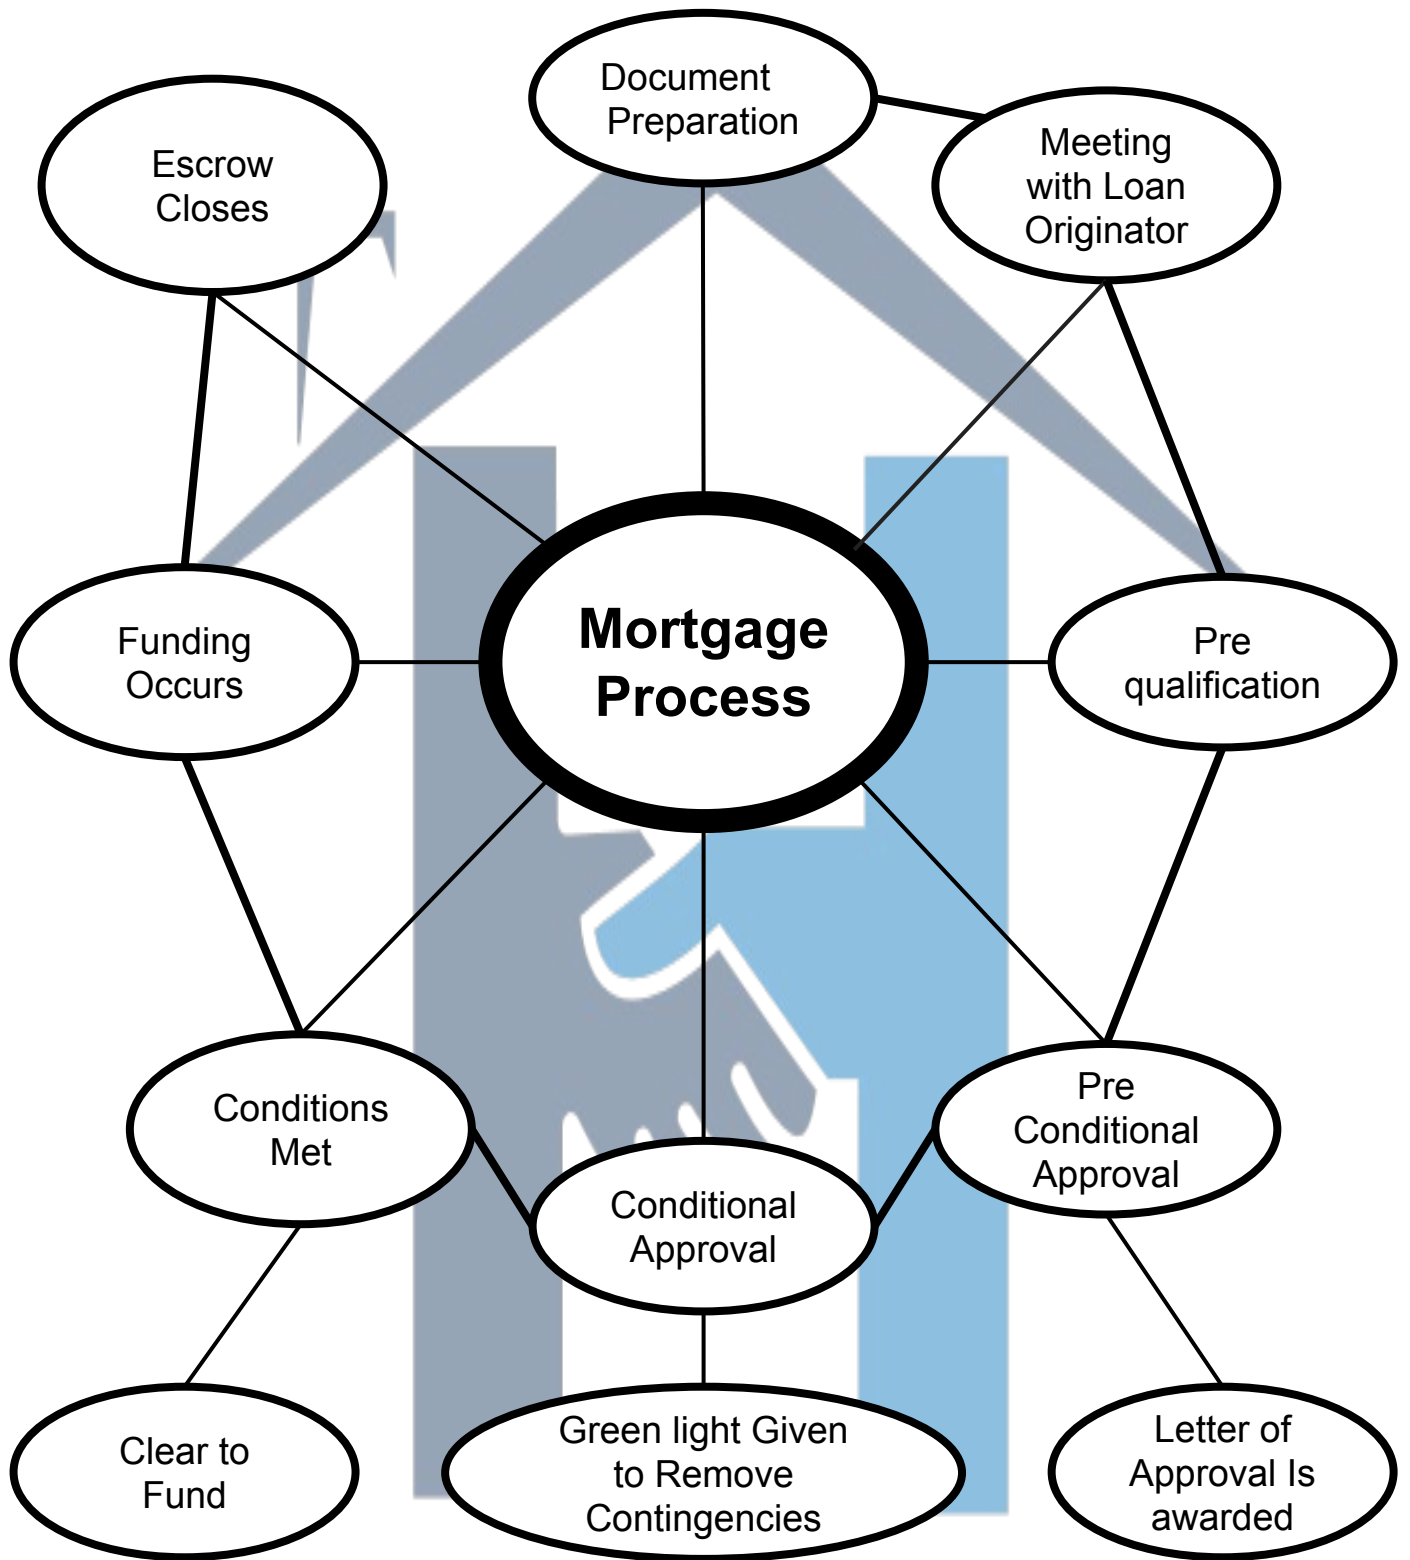 Document
Preparation
Meeting
with Loan
Originator
Escrow
Closes
Mortgage
Process
Funding
Occurs
Pre
qualification
Conditions
Met
Conditional
Approval
Pre
Conditional
Approval
Clear to
Fund
Green light Given
to Remove
Contingencies
Letter of
Approval Is
awarded